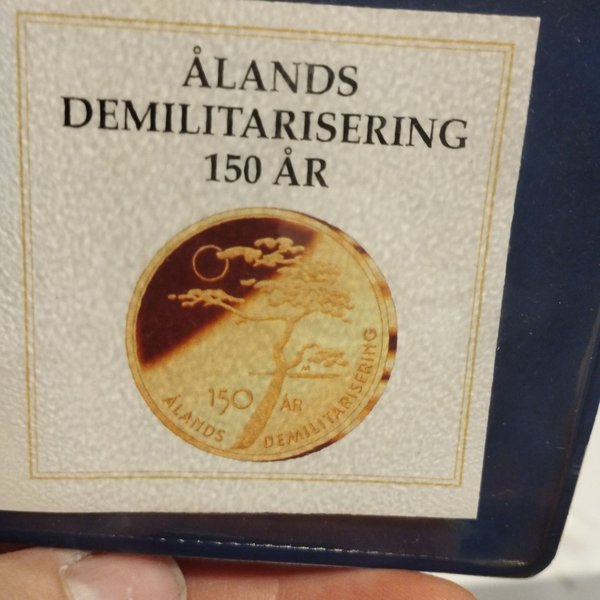 ÅLANDS
DEMILITARISERING
150 ÅR
150 ÅR
ÅLANDS DEMILITARISERING